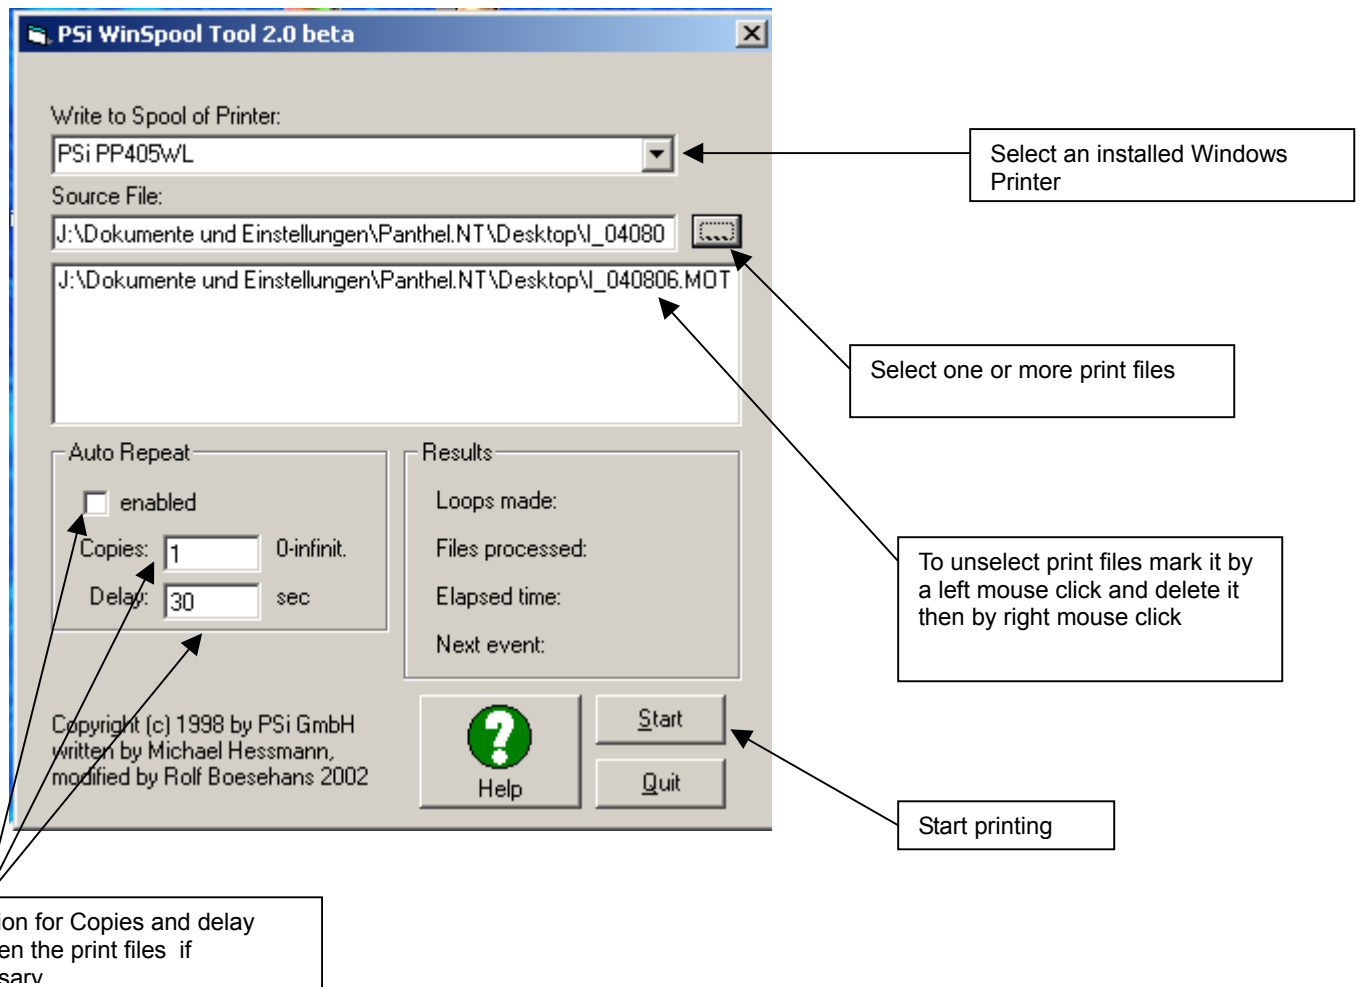 PSi WinSpool Tool 2.0 beta
Write to Spool of Printer:
PSi PP405WL
Select an installed Windows
Printer
Source File:
J:\Dokumente und Einstellungen\Panthel.NT\Desktop\I_04080
J:\Dokumente und Einstellungen\Panthel.NT\Desktop\I_040806.MOT
Select one or more print files
Auto Repeat
enabled
Copies: 1 0-infinit.
Delay: 30 sec
Results
Loops made:
Files processed:
Elapsed time:
Next event:
To unselect print files mark it by
a left mouse click and delete it
then by right mouse click
Copyright (c) 1998 by PSi GmbH
written by Michael Hessmann,
modified by Rolf Boesehans 2002
Help
Start
Quit
Start printing
for Copies and delay
the print files if